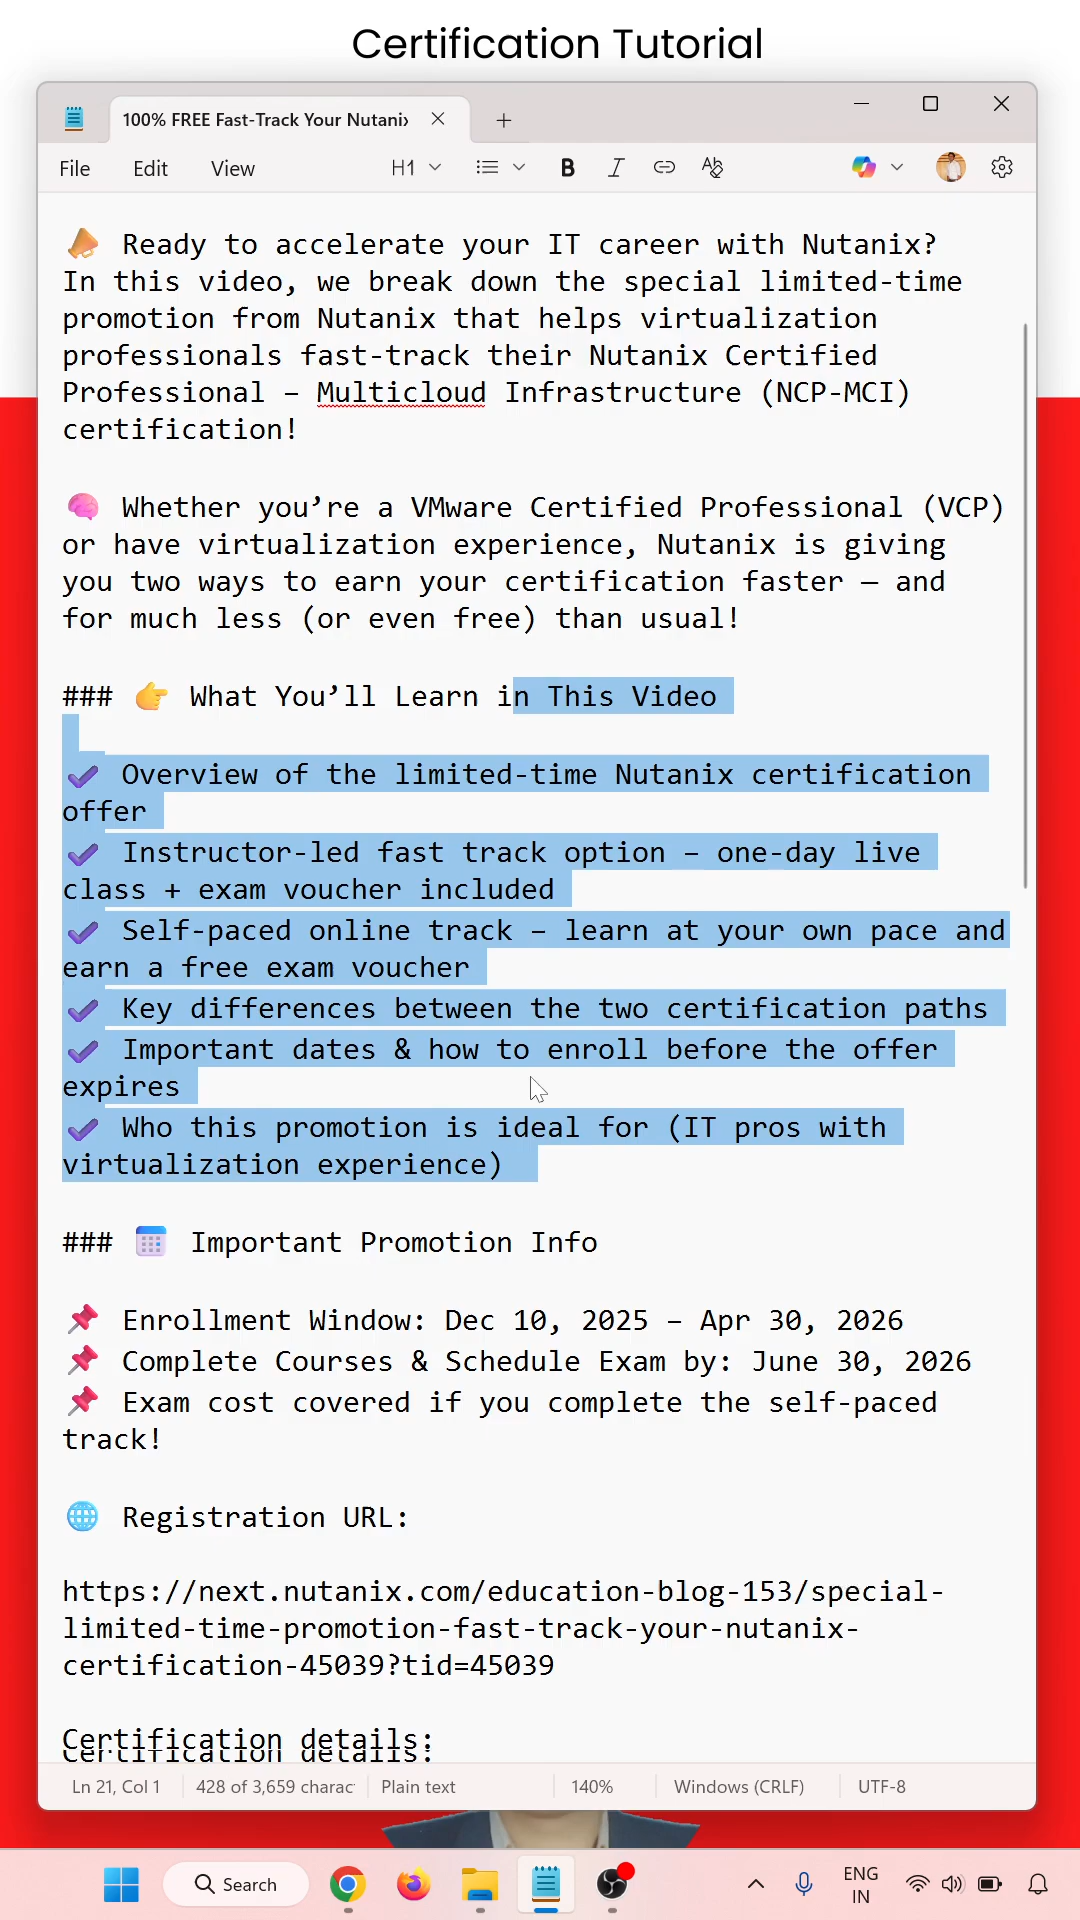 Certification Tutorial
100% FREE Fast-Track Your Nutanix
File Edit View H1 B I
Ready to accelerate your IT career with Nutanix?
In this video, we break down the special limited-time
promotion from Nutanix that helps virtualization
professionals fast-track their Nutanix Certified
Professional – Multicloud Infrastructure (NCP-MCI)
certification!
Whether you’re a VMware Certified Professional (VCP)
or have virtualization experience, Nutanix is giving
you two ways to earn your certification faster — and
for much less (or even free) than usual!
### 👉 What You’ll Learn in This Video
✔ Overview of the limited-time Nutanix certification
offer
✔ Instructor-led fast track option – one-day live
class + exam voucher included
✔ Self-paced online track – learn at your own pace and
earn a free exam voucher
✔ Key differences between the two certification paths
✔ Important dates & how to enroll before the offer
expires
✔ Who this promotion is ideal for (IT pros with
virtualization experience)
### 📅 Important Promotion Info
📌 Enrollment Window: Dec 10, 2025 – Apr 30, 2026
📌 Complete Courses & Schedule Exam by: June 30, 2026
📌 Exam cost covered if you complete the self-paced
track!
🌐 Registration URL:
https://next.nutanix.com/education-blog-153/special-
limited-time-promotion-fast-track-your-nutanix-
certification-45039?tid=45039
Certification details:
Ln 21, Col 1 428 of 3,659 charac Plain text 140% Windows (CRLF) UTF-8
Search ENG
IN